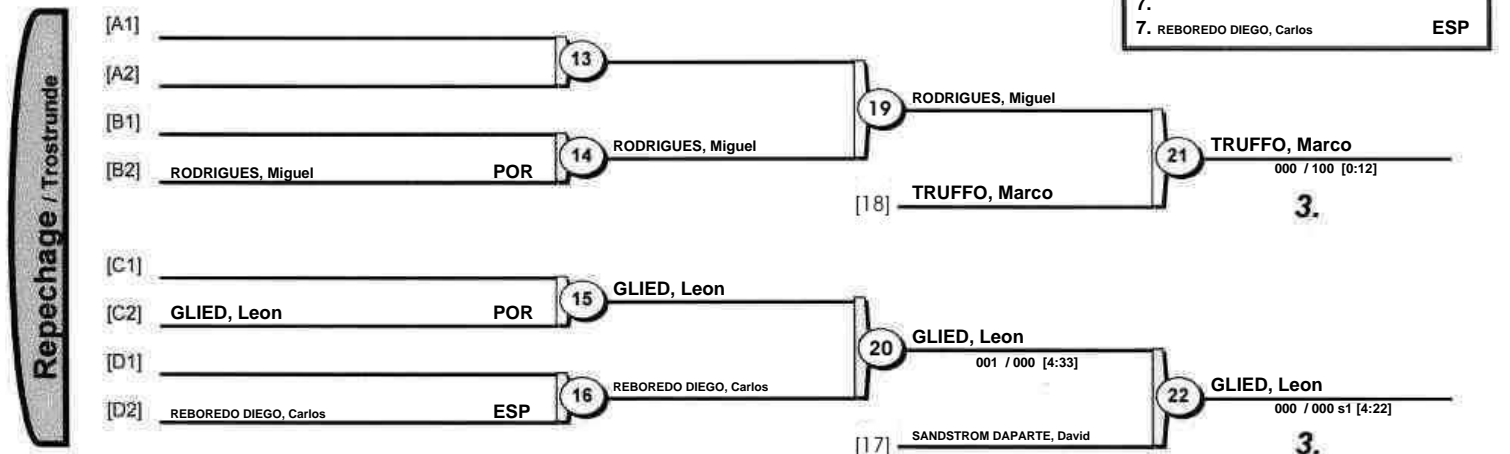 7.
7. REBOREDO DIEGO, Carlos ESP
Repechage / Trostrunde
[A1]
13
[A2]
19 RODRIGUES, Miguel
[B1]
14 RODRIGUES, Miguel
21 TRUFFO, Marco
000 / 100 [0:12]
[B2] RODRIGUES, Miguel POR
[18] TRUFFO, Marco
3.
[C1]
15 GLIED, Leon
[C2] GLIED, Leon POR
20 GLIED, Leon
001 / 000 [4:33]
[D1]
16 REBOREDO DIEGO, Carlos
22 GLIED, Leon
000 / 000 s1 [4:22]
[D2] REBOREDO DIEGO, Carlos ESP
[17] SANDSTROM DAPARTE, David
3.